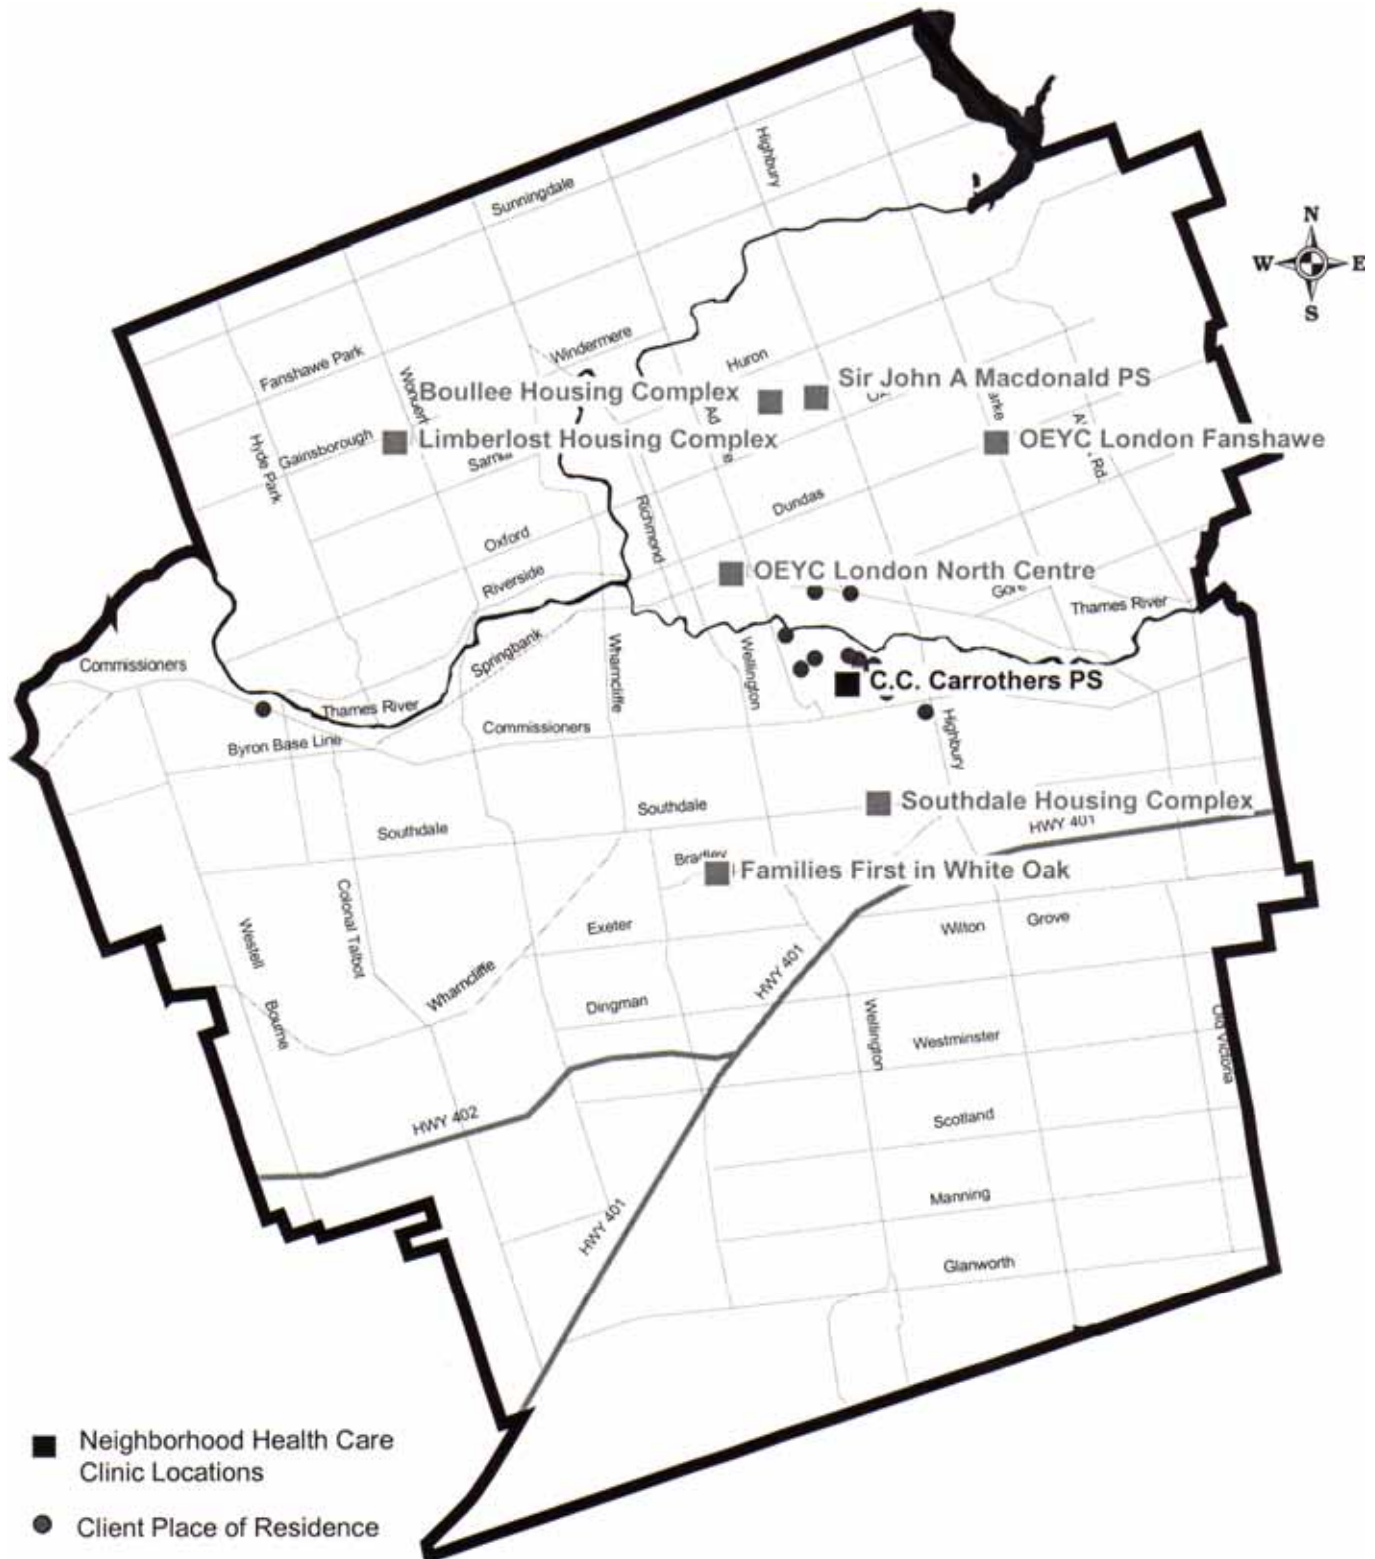 Highbury
Sunningdale
N
W
E
S
Windermere
Fanshawe Park
Huron
Sir John A Macdonald PS
Boullee Housing Complex
Limberlost Housing Complex
OEYC London Fanshawe
Gainsborough
Hyde Park
Rd.
Richmond
Dundas
Oxford
Riverside
OEYC London North Centre
Thames River
Springbank
Wharncliffe
Wellington
Commissioners
C.C. Carrothers PS
Thames River
Commissioners
Byron Base Line
Highbury
Southdale
Southdale
Southdale Housing Complex
HWY 401
Bradley
Families First in White Oak
Colonal Talbot
Westell
Bourne
Exeter
Wilton
Grove
Wharncliffe
HWY 401
Dingman
Wellington
Westminster
Old Victoria
HWY 402
Scotland
HWY 401
Manning
Glanworth
Neighborhood Health Care
Clinic Locations
Client Place of Residence